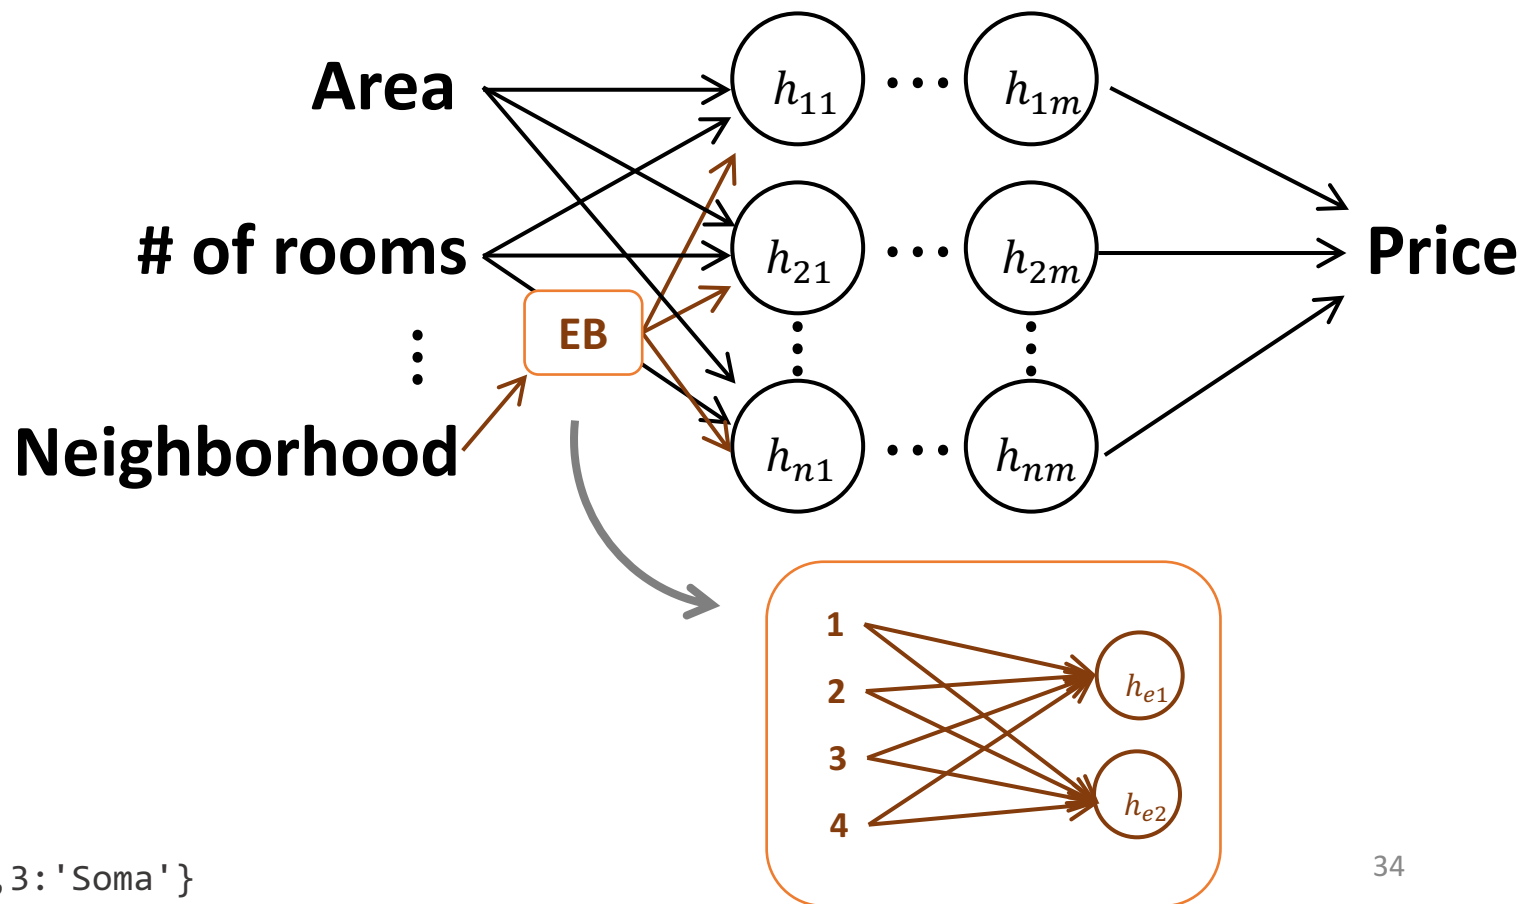 Area
# of rooms
⋮
Neighborhood
EB
h₁₁ ⋯ h₁ₘ
h₂₁ ⋯ h₂ₘ
⋮ ⋮
hₙ₁ ⋯ hₙₘ
Price
1
2
3
4
hₑ₁
hₑ₂
,3:'Soma'}
34